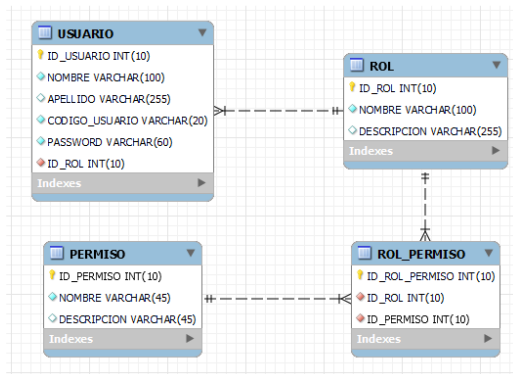 USUARIO
ID_USUARIO INT(10)
NOMBRE VARCHAR(100)
APELLIDO VARCHAR(255)
CODIGO_USUARIO VARCHAR(20)
PASSWORD VARCHAR(60)
ID_ROL INT(10)
Indexes
ROL
ID_ROL INT(10)
NOMBRE VARCHAR(100)
DESCRIPCION VARCHAR(255)
Indexes
PERMISO
ID_PERMISO INT(10)
NOMBRE VARCHAR(45)
DESCRIPCION VARCHAR(45)
Indexes
ROL_PERMISO
ID_ROL_PERMISO INT(10)
ID_ROL INT(10)
ID_PERMISO INT(10)
Indexes